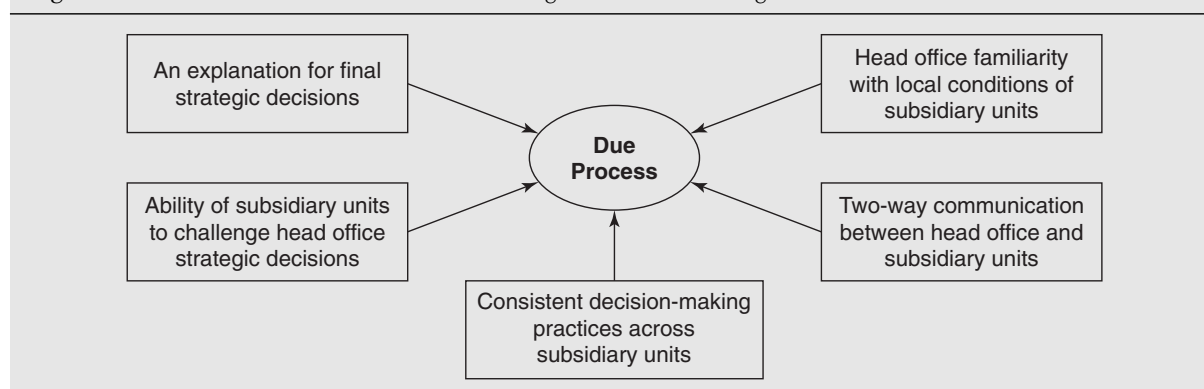 An explanation for final
strategic decisions
Head office familiarity
with local conditions of
subsidiary units
Due
Process
Ability of subsidiary units
to challenge head office
strategic decisions
Two-way communication
between head office and
subsidiary units
Consistent decision-making
practices across
subsidiary units